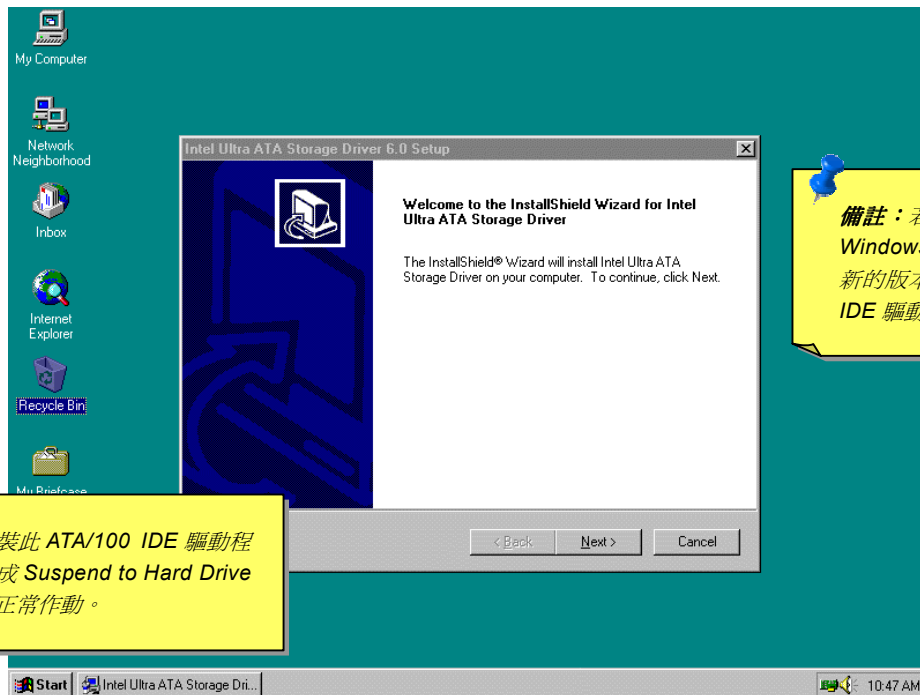 My Computer
Network
Neighborhood
Inbox
Internet
Explorer
Recycle Bin
My Briefcase
Intel Ultra ATA Storage Driver 6.0 Setup
Welcome to the InstallShield Wizard for Intel
Ultra ATA Storage Driver
The InstallShield® Wizard will install Intel Ultra ATA
Storage Driver on your computer. To continue, click Next.
< Back
Next >
Cancel
備註：若
Windows
新的版本
IDE 驅動
裝此 ATA/100 IDE 驅動程
成 Suspend to Hard Drive
正常作動。
Start
Intel Ultra ATA Storage Dri...
10:47 AM